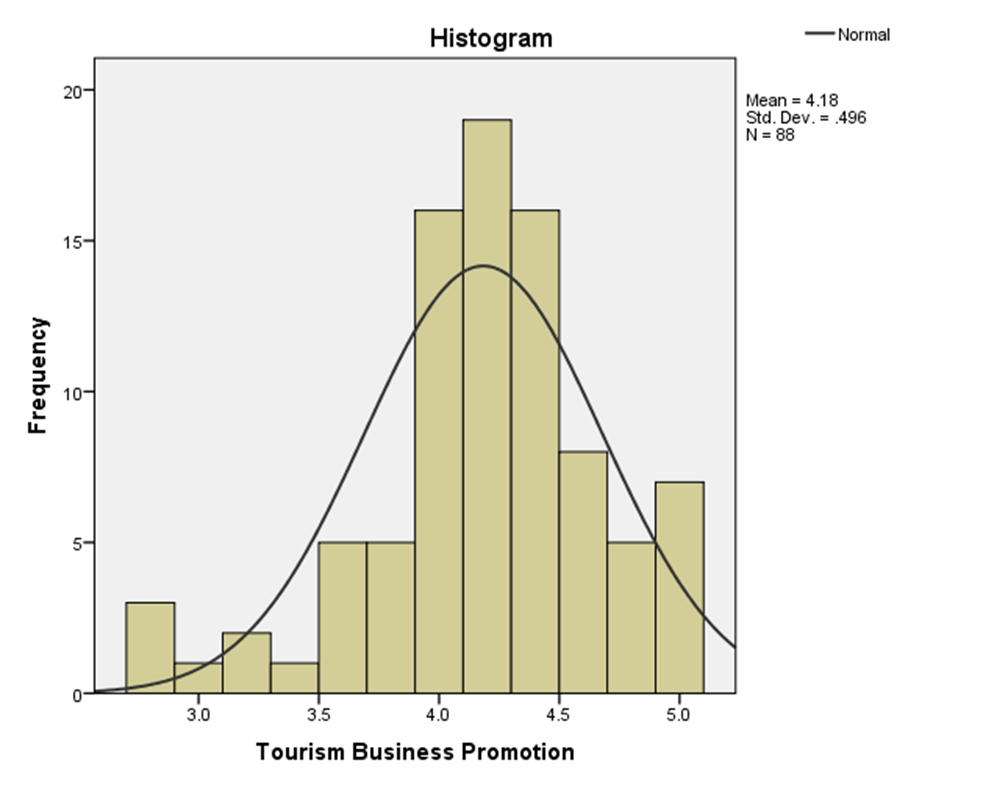 Histogram
Normal
Mean = 4.18
Std. Dev. = .496
N = 88
Frequency
20
15
10
5
0
3.0 3.5 4.0 4.5 5.0
Tourism Business Promotion